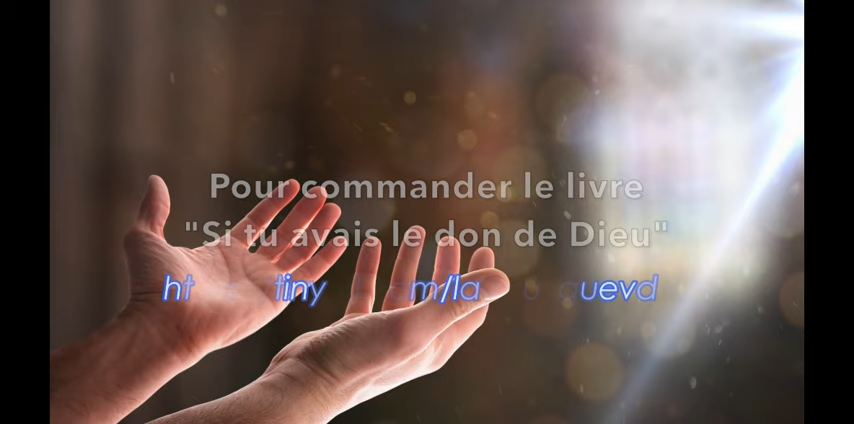 Pour commander le livre
"Si tu avais le don de Dieu"